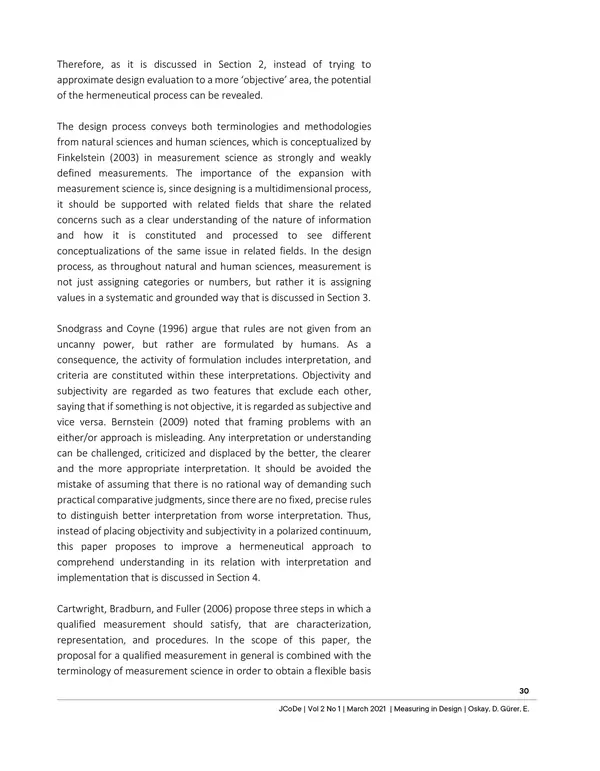 Therefore, as it is discussed in Section 2, instead of trying to
approximate design evaluation to a more ‘objective’ area, the potential
of the hermeneutical process can be revealed.
The design process conveys both terminologies and methodologies
from natural sciences and human sciences, which is conceptualized by
Finkelstein (2003) in measurement science as strongly and weakly
defined measurements. The importance of the expansion with
measurement science is, since designing is a multidimensional process,
it should be supported with related fields that share the related
concerns such as a clear understanding of the nature of information
and how it is constituted and processed to see different
conceptualizations of the same issue in related fields. In the design
process, as throughout natural and human sciences, measurement is
not just assigning categories or numbers, but rather it is assigning
values in a systematic and grounded way that is discussed in Section 3.
Snodgrass and Coyne (1996) argue that rules are not given from an
uncanny power, but rather are formulated by humans. As a
consequence, the activity of formulation includes interpretation, and
criteria are constituted within these interpretations. Objectivity and
subjectivity are regarded as two features that exclude each other,
saying that if something is not objective, it is regarded as subjective and
vice versa. Bernstein (2009) noted that framing problems with an
either/or approach is misleading. Any interpretation or understanding
can be challenged, criticized and displaced by the better, the clearer
and the more appropriate interpretation. It should be avoided the
mistake of assuming that there is no rational way of demanding such
practical comparative judgments, since there are no fixed, precise rules
to distinguish better interpretation from worse interpretation. Thus,
instead of placing objectivity and subjectivity in a polarized continuum,
this paper proposes to improve a hermeneutical approach to
comprehend understanding in its relation with interpretation and
implementation that is discussed in Section 4.
Cartwright, Bradburn, and Fuller (2006) propose three steps in which a
qualified measurement should satisfy, that are characterization,
representation, and procedures. In the scope of this paper, the
proposal for a qualified measurement in general is combined with the
terminology of measurement science in order to obtain a flexible basis
30
JCoDe | Vol 2 No 1 | March 2021 | Measuring in Design | Oskay, D. Gürer, E.